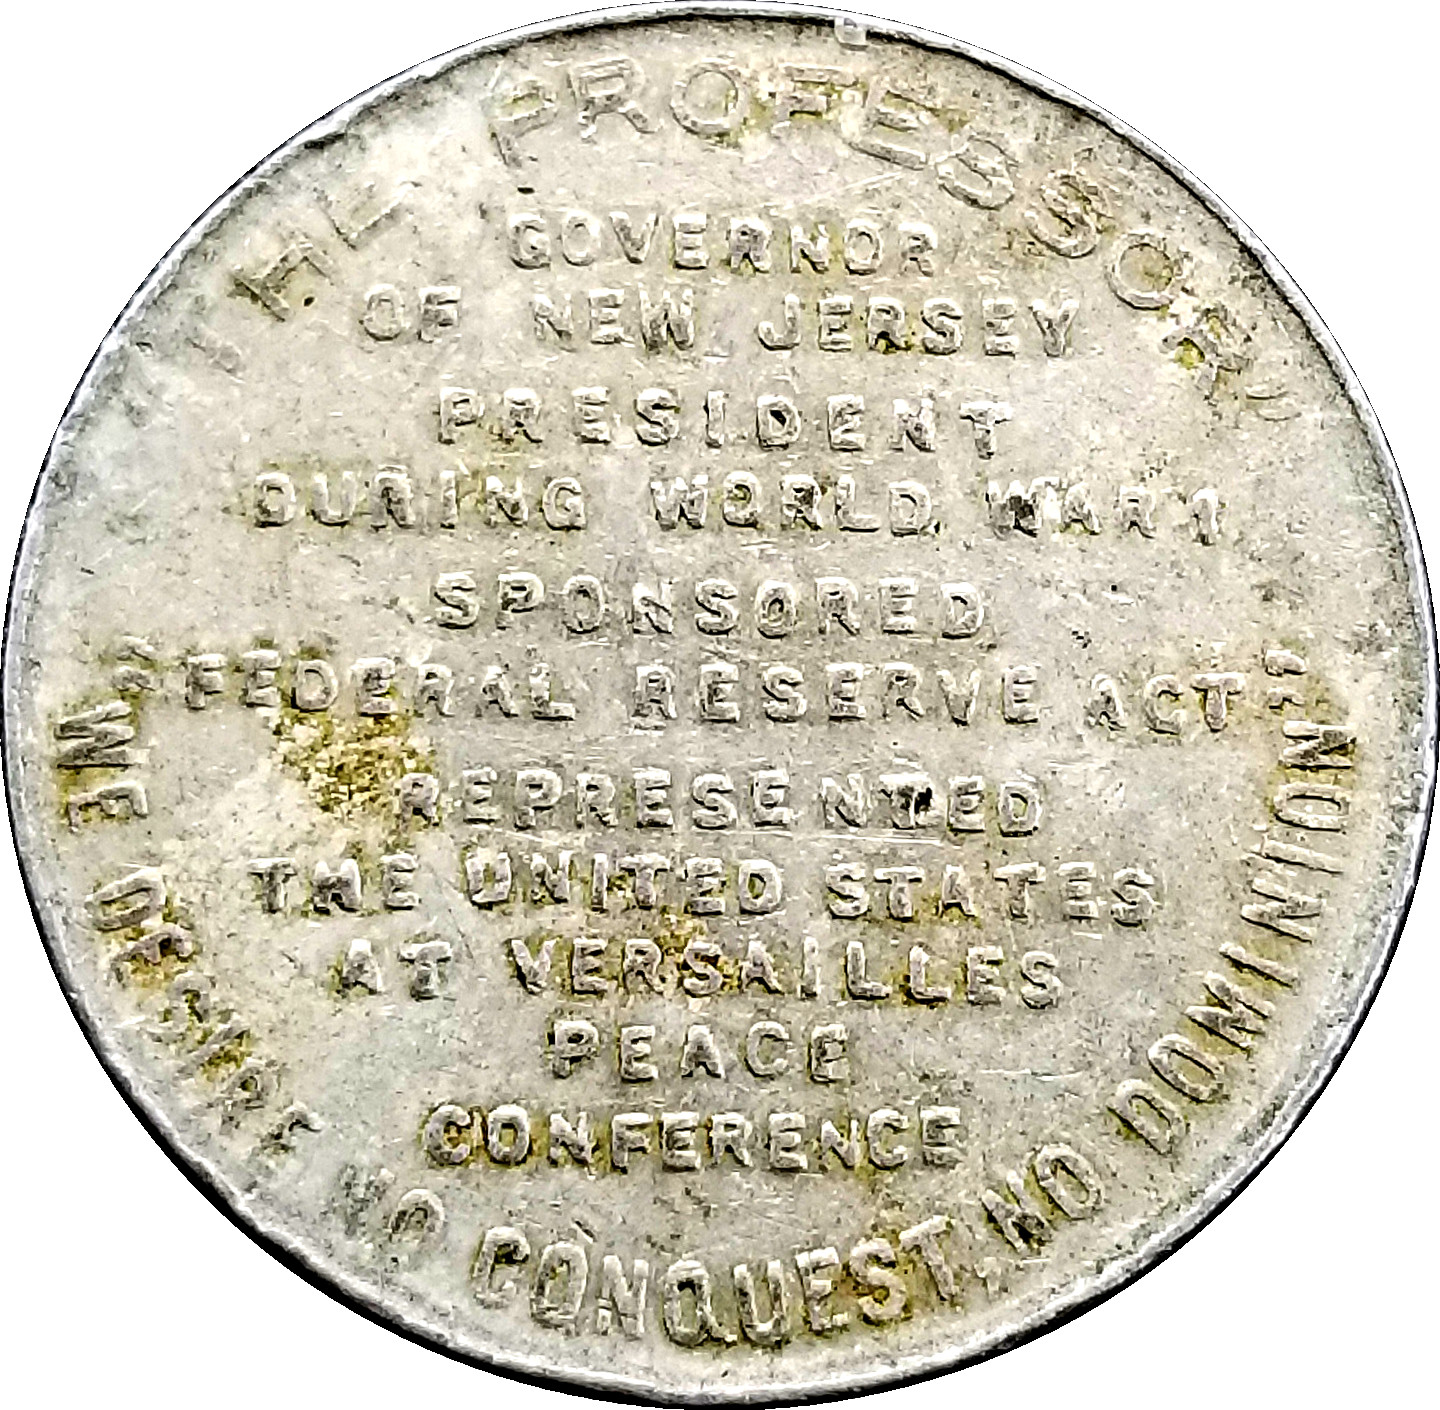 "THE PROFESSOR"
GOVERNOR
OF NEW JERSEY
PRESIDENT
DURING WORLD WAR 1
SPONSORED
"FEDERAL RESERVE ACT"
REPRESENTED
THE UNITED STATES
AT VERSAILLES
PEACE
CONFERENCE
WE DESIRE NO CONQUEST, NO DOMINION